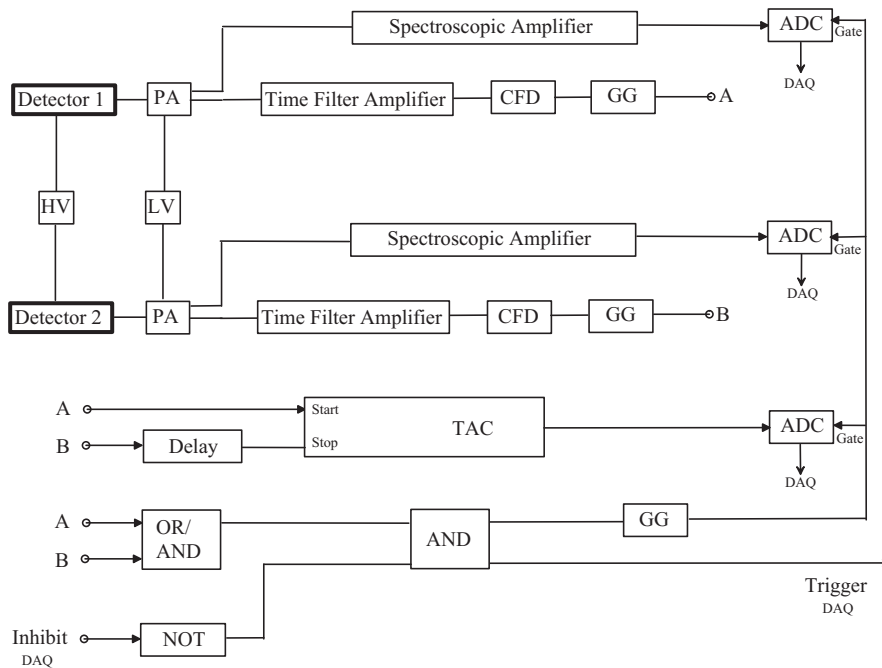 Spectroscopic Amplifier
ADC
Gate
DAQ
Detector 1
PA
Time Filter Amplifier
CFD
GG
A
HV
LV
Spectroscopic Amplifier
ADC
Gate
DAQ
Detector 2
PA
Time Filter Amplifier
CFD
GG
B
A
Start
TAC
ADC
Gate
B
Delay
Stop
DAQ
A
OR/
AND
B
AND
GG
Trigger
DAQ
Inhibit
DAQ
NOT